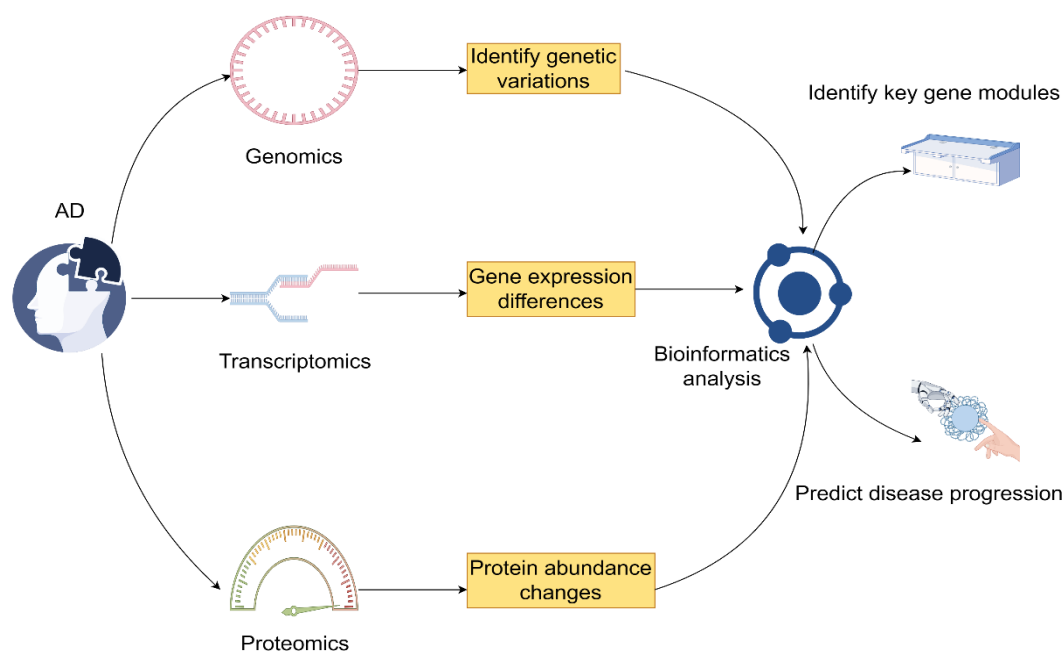 AD
Genomics
Transcriptomics
Proteomics
Identify genetic
variations
Gene expression
differences
Protein abundance
changes
Bioinformatics
analysis
Identify key gene modules
Predict disease progression